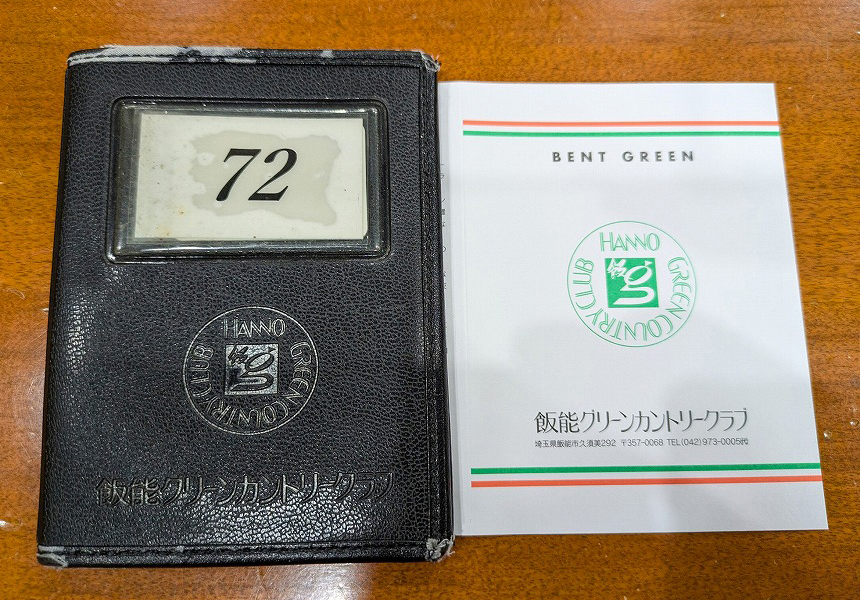 72
HANNO GREEN COUNTRY CLUB
飯能グリーンカントリークラブ
BENT GREEN
HANNO GREEN COUNTRY CLUB
g
飯能グリーンカントリークラブ
埼玉県飯能市久須美292 〒357-0068 TEL(042)973-0005㈹